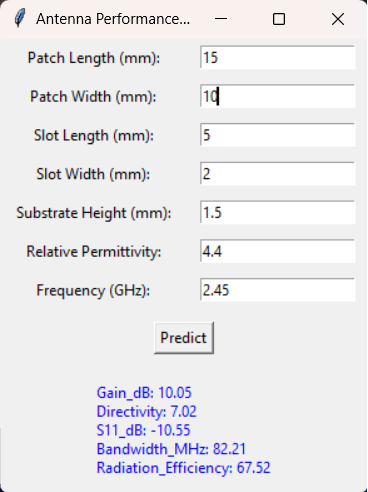 Antenna Performance...
Patch Length (mm): 15
Patch Width (mm): 10
Slot Length (mm): 5
Slot Width (mm): 2
Substrate Height (mm): 1.5
Relative Permittivity: 4.4
Frequency (GHz): 2.45
Predict
Gain_dB: 10.05
Directivity: 7.02
S11_dB: -10.55
Bandwidth_MHz: 82.21
Radiation_Efficiency: 67.52